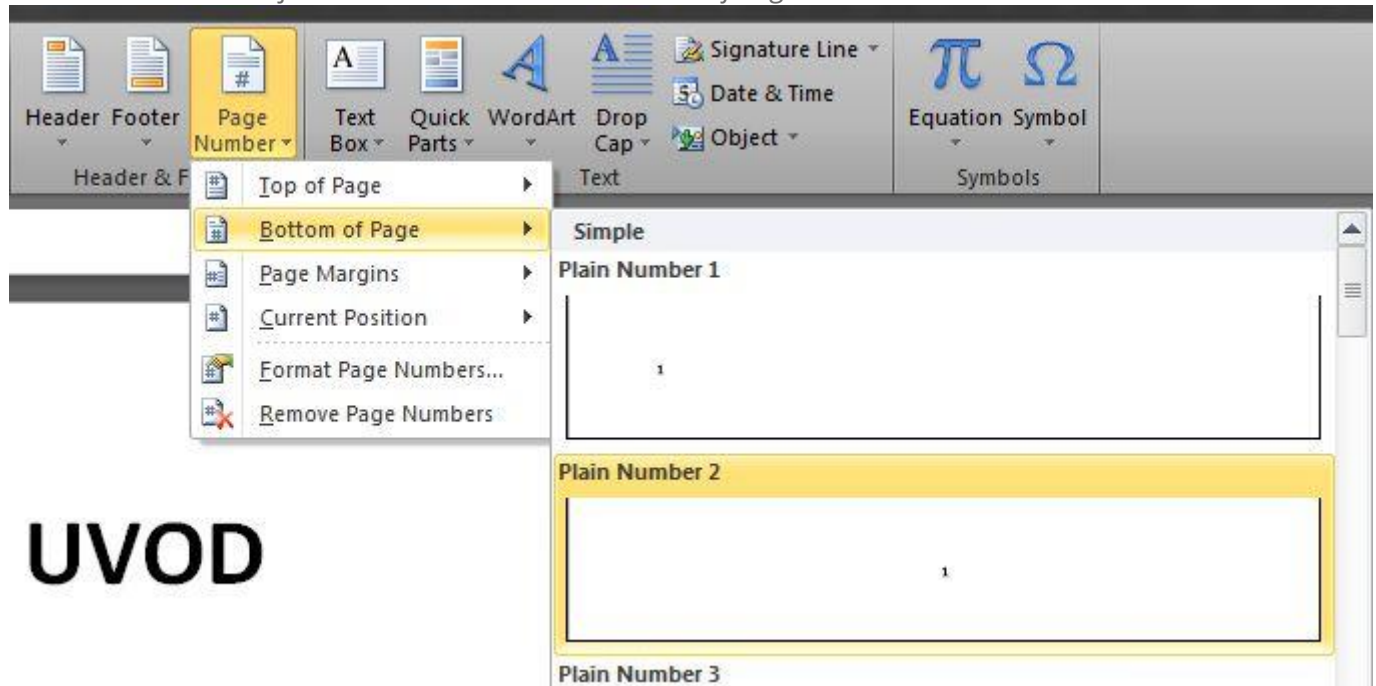 Signature Line
Date & Time
Object
Header Footer Page Number
Text Box Quick Parts WordArt Drop Cap
Equation Symbol
Header & F
Text
Symbols
Top of Page
Bottom of Page
Page Margins
Current Position
Format Page Numbers...
Remove Page Numbers
Simple
Plain Number 1
1
Plain Number 2
1
Plain Number 3
UVOD